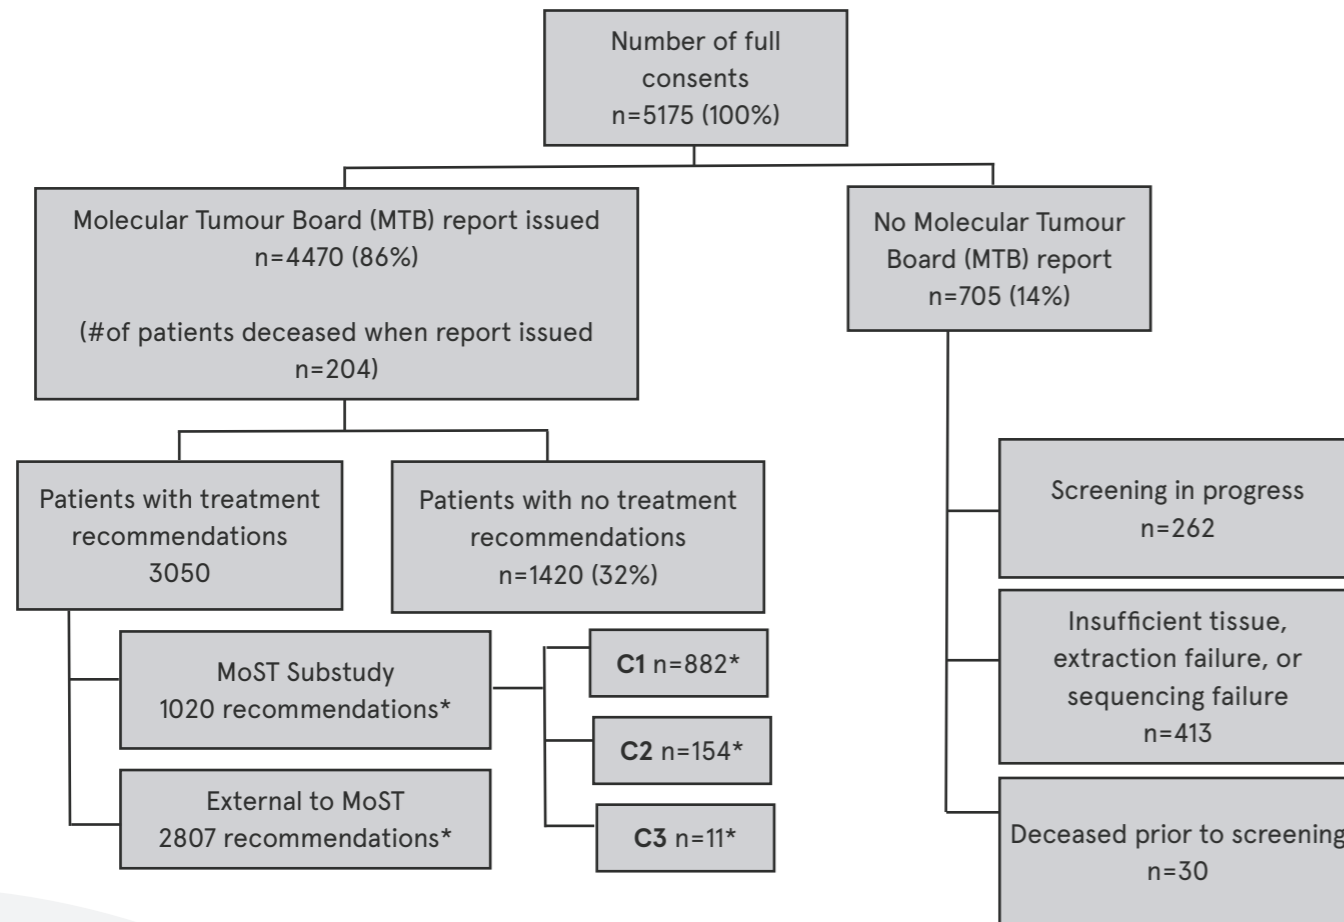 Number of full
consents
n=5175 (100%)
Molecular Tumour Board (MTB) report issued
n=4470 (86%)
(#of patients deceased when report issued
n=204)
No Molecular Tumour
Board (MTB) report
n=705 (14%)
Patients with treatment
recommendations
3050
Patients with no treatment
recommendations
n=1420 (32%)
MoST Substudy
1020 recommendations*
External to MoST
2807 recommendations*
C1 n=882*
C2 n=154*
C3 n=11*
Screening in progress
n=262
Insufficient tissue,
extraction failure, or
sequencing failure
n=413
Deceased prior to screening
n=30